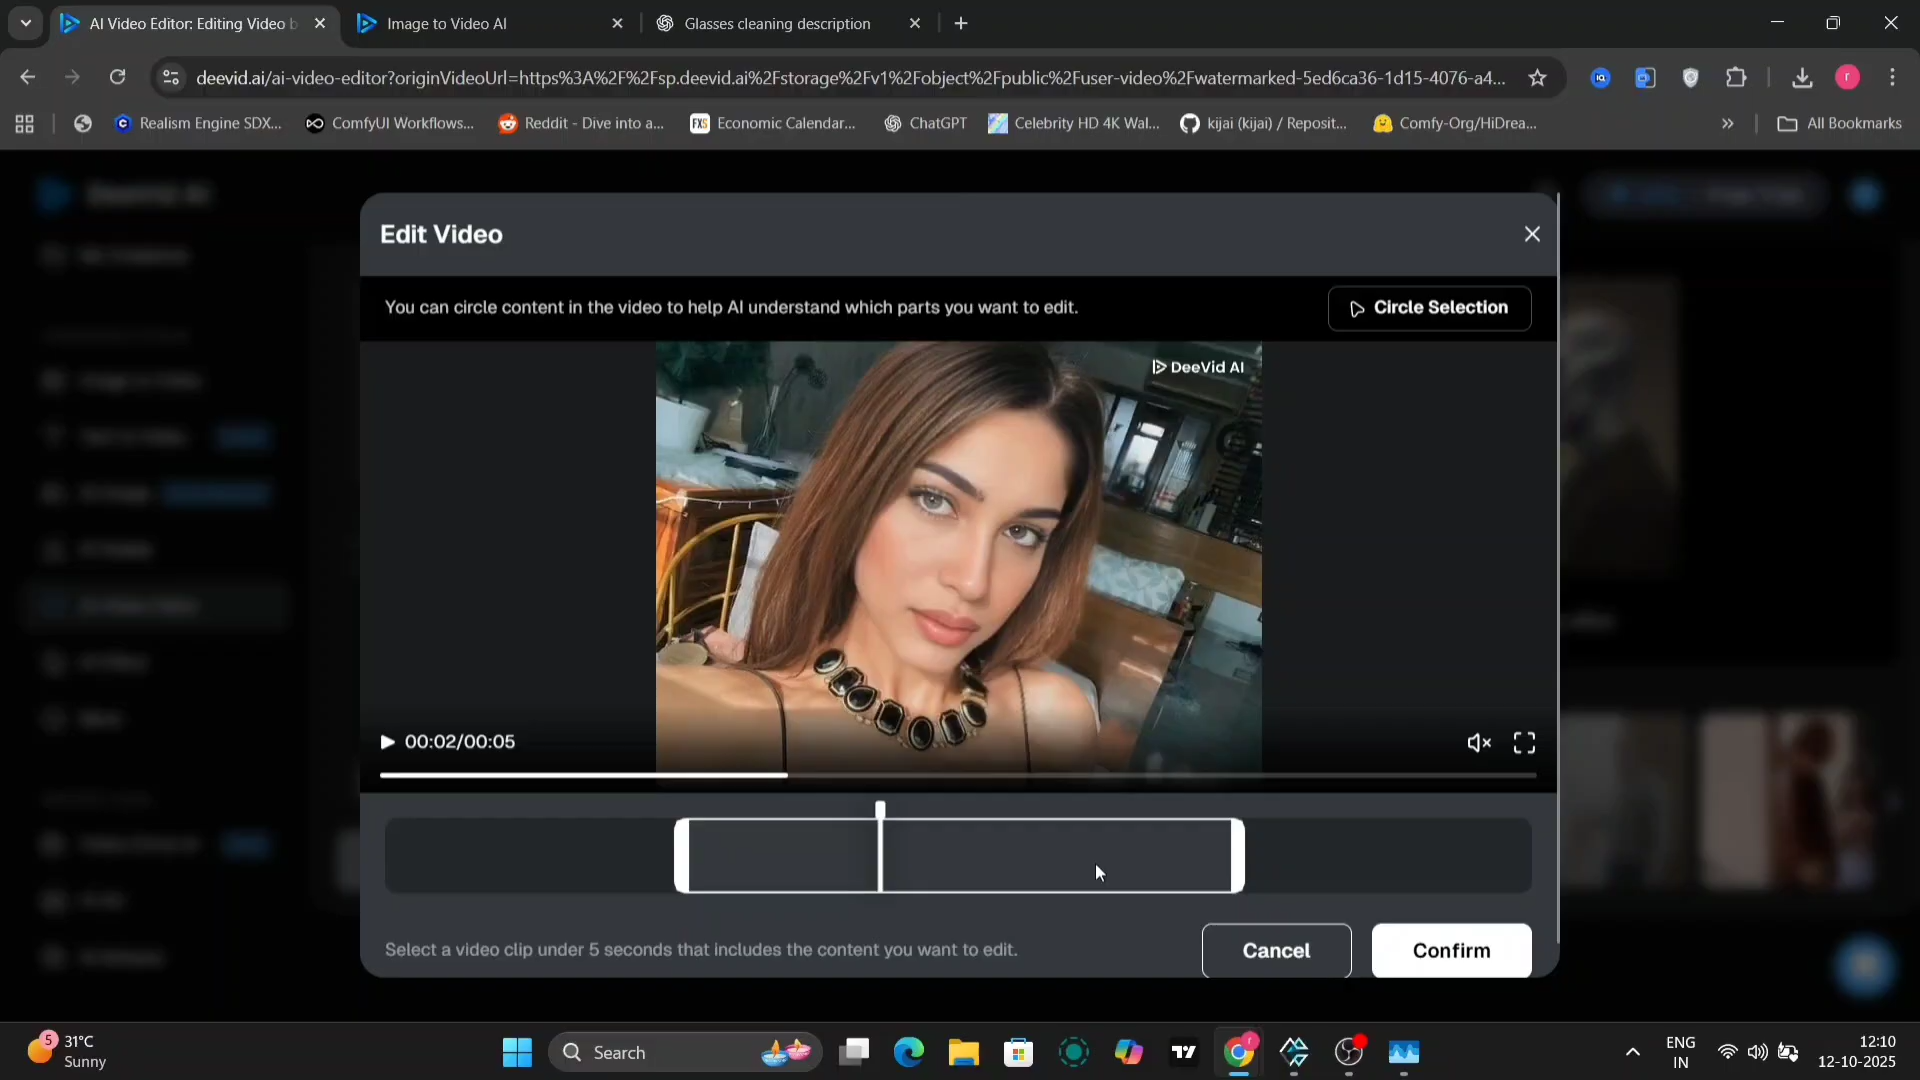 AI Video Editor: Editing Video b
Image to Video AI
Glasses cleaning description
deevid.ai/ai-video-editor?originVideoUrl=https%3A%2F%2Fsp.deevid.ai%2Fstorage%2Fv1%2Fobject%2Fpublic%2Fuser-video%2Fwatermarked-5ed6ca36-1d15-4076-a4...
Realism Engine SDX...
ComfyUI Workflows...
Reddit - Dive into a...
FXS Economic Calendar...
ChatGPT
Celebrity HD 4K Wal...
kijai (kijai) / Reposit...
Comfy-Org/HiDrea...
All Bookmarks
DeeVid AI
Edit Video
You can circle content in the video to help AI understand which parts you want to edit.
Circle Selection
DeeVid AI
00:02/00:05
Select a video clip under 5 seconds that includes the content you want to edit.
Cancel
Confirm
5
31°C
Sunny
Search
ENG
IN
12:10
12-10-2025